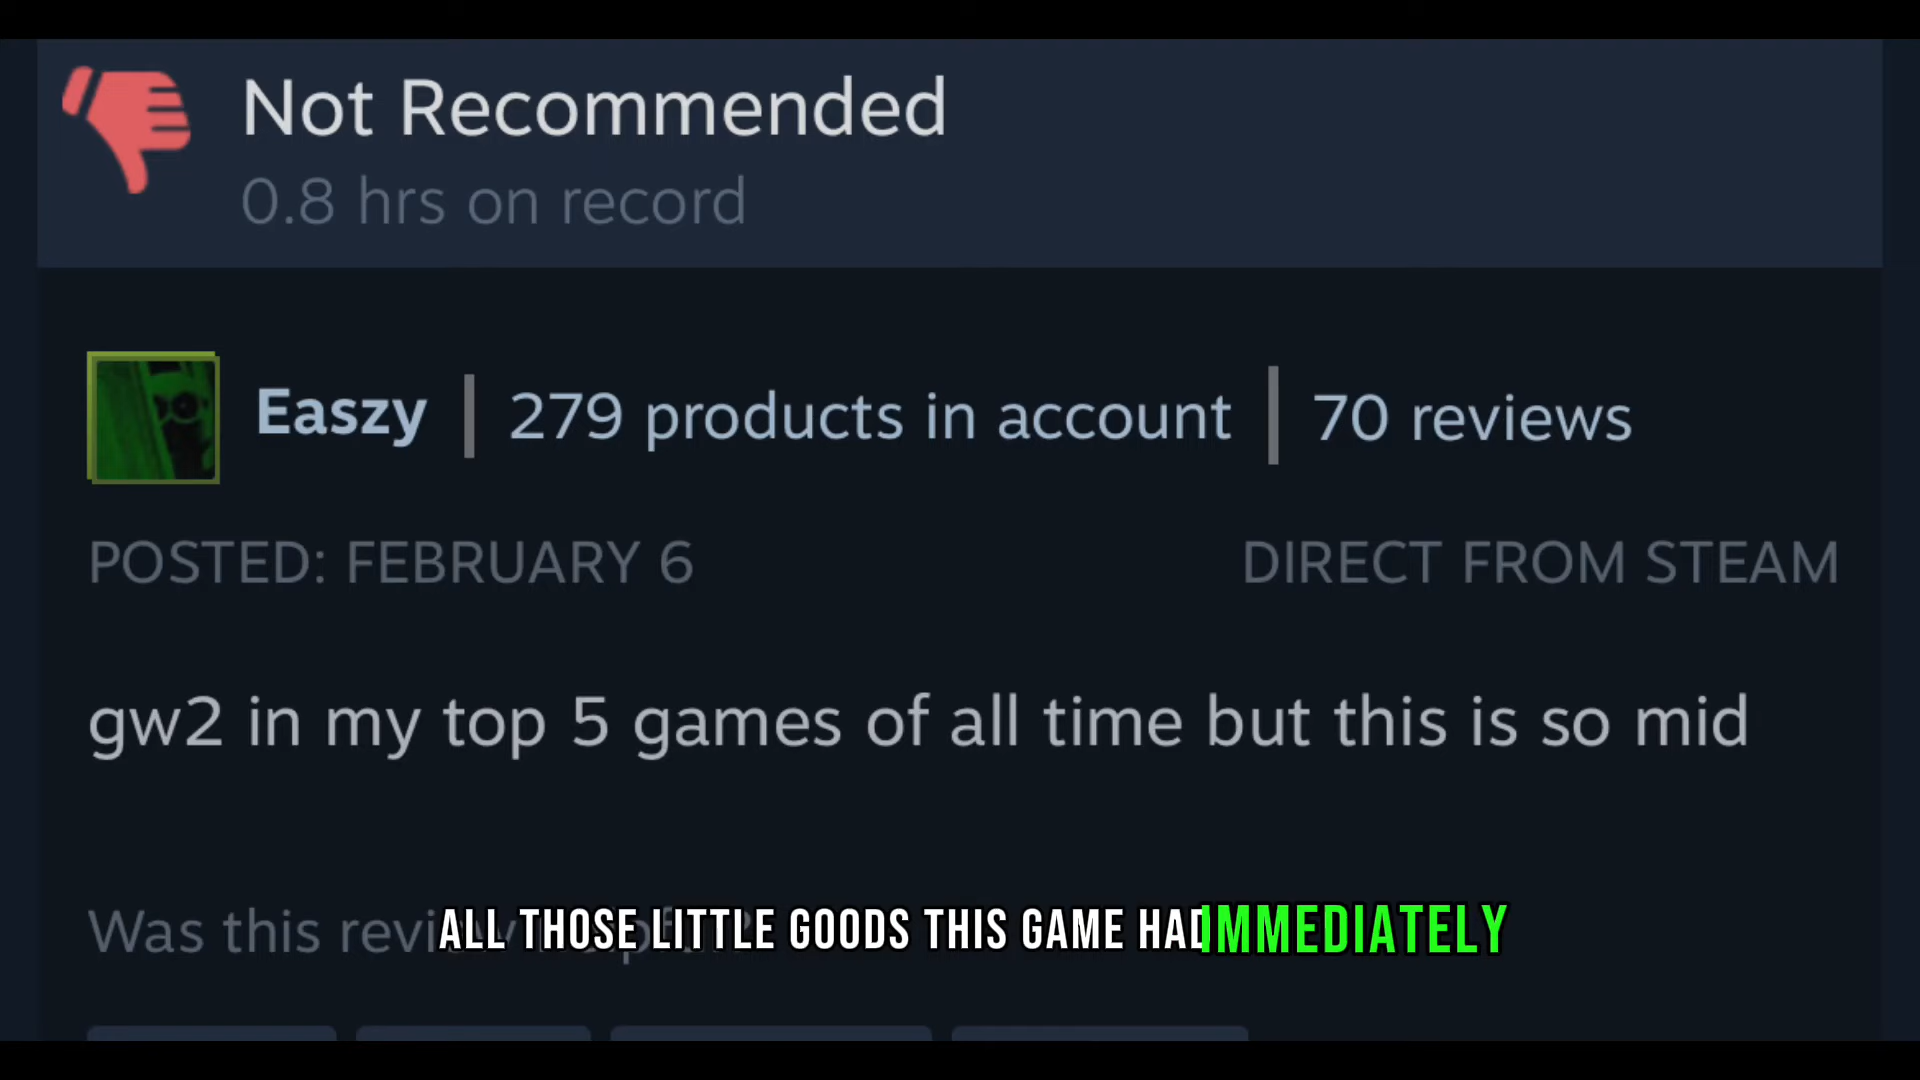 Not Recommended
0.8 hrs on record
Easzy | 279 products in account | 70 reviews
POSTED: FEBRUARY 6
DIRECT FROM STEAM
gw2 in my top 5 games of all time but this is so mid
Was this review
ALL THOSE LITTLE GOODS THIS GAME HAD IMMEDIATELY